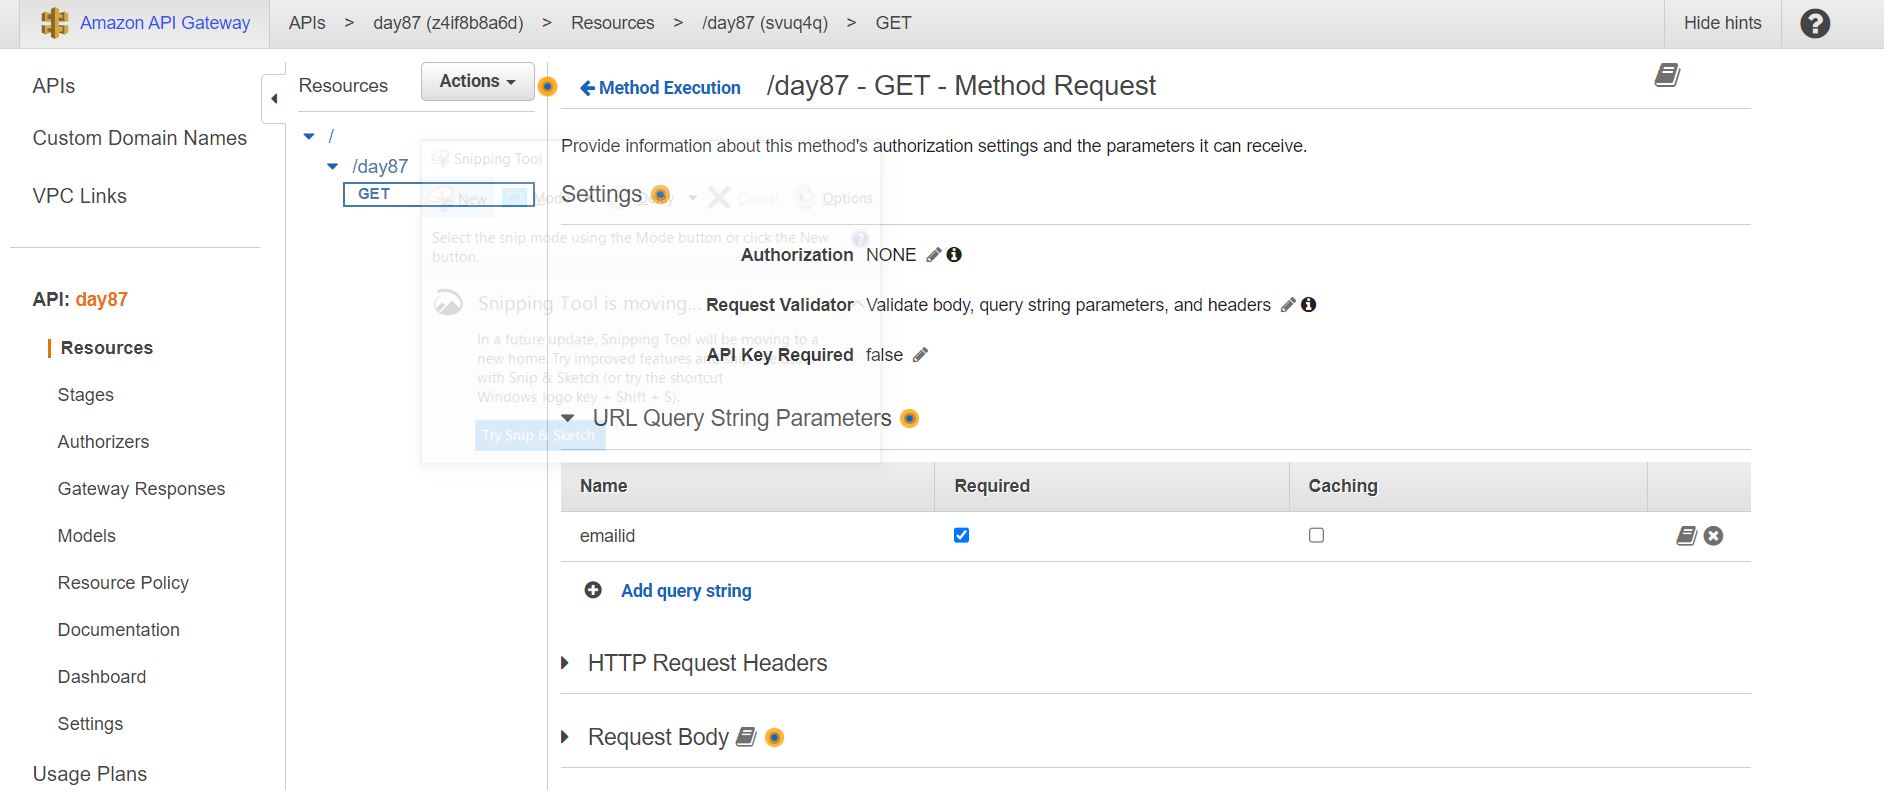 Amazon API Gateway
APIs > day87 (z4if8b8a6d) > Resources > /day87 (svuq4q) > GET
Hide hints
?
APIs
Custom Domain Names
VPC Links
API: day87
Resources
Stages
Authorizers
Gateway Responses
Models
Resource Policy
Documentation
Dashboard
Settings
Usage Plans
Resources
Actions
/
/day87
GET
Method Execution
/day87 - GET - Method Request
Provide information about this method's authorization settings and the parameters it can receive.
Settings
Authorization NONE
Request Validator Validate body, query string parameters, and headers
API Key Required false
URL Query String Parameters
Name Required Caching
emailid
Add query string
HTTP Request Headers
Request Body
Snipping Tool
New Cancel Options
Select the snip mode using the Mode button or click the New
button.
Snipping Tool is moving...
In a future update, Snipping Tool will be moving to a
new home. Try improved features
with Snip & Sketch (or try the shortcut
Windows logo key + Shift + S).
Try Snip & Sketch